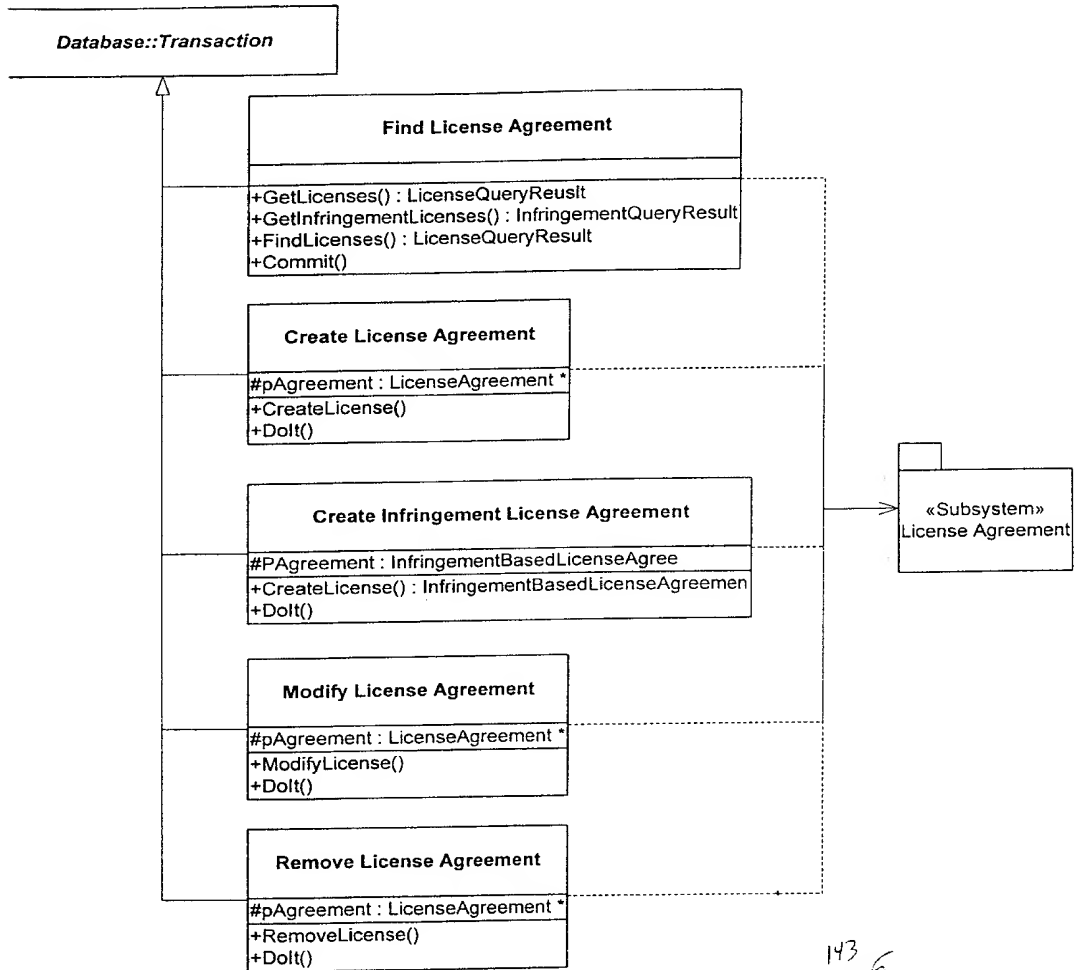 Database::Transaction
Find License Agreement
+GetLicenses() : LicenseQueryReuslt
+GetInfringementLicenses() : InfringementQueryResult
+FindLicenses() : LicenseQueryResult
+Commit()
Create License Agreement
#pAgreement : LicenseAgreement *
+CreateLicense()
+DoIt()
Create Infringement License Agreement
#PAgreement : InfringementBasedLicenseAgree
+CreateLicense() : InfringementBasedLicenseAgreemen
+DoIt()
«Subsystem»
License Agreement
Modify License Agreement
#pAgreement : LicenseAgreement *
+ModifyLicense()
+DoIt()
Remove License Agreement
#pAgreement : LicenseAgreement *
+RemoveLicense()
+DoIt()
143